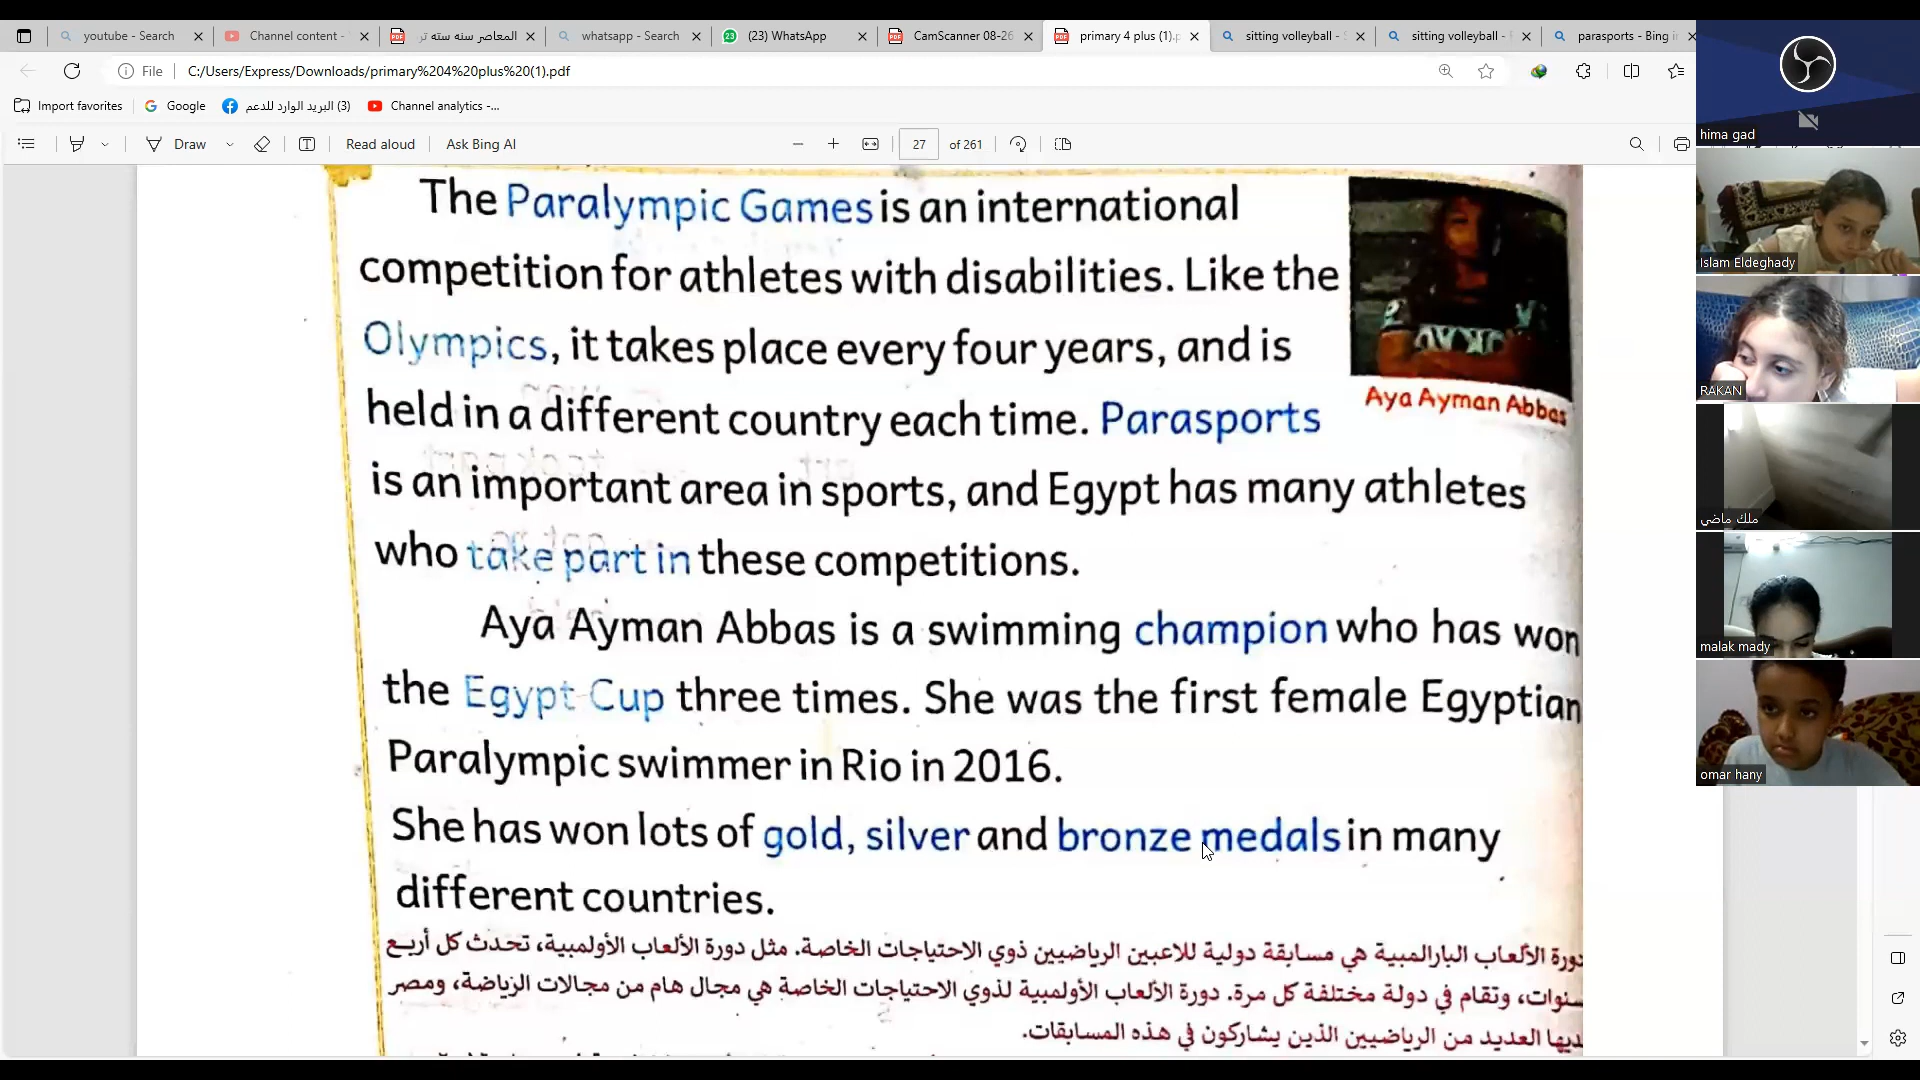 youtube - Search
Channel content -
المعاصر سنه سته تر
whatsapp - Search
(23) WhatsApp
CamScanner 08-26
primary 4 plus (1).p
sitting volleyball -
sitting volleyball -
parasports - Bing i
File
C:/Users/Express/Downloads/primary%204%20plus%20(1).pdf
Import favorites
Google
(3) البريد الوارد للدعم
Channel analytics -...
Draw
Read aloud
Ask Bing AI
27
of 261
The Paralympic Games is an international
competition for athletes with disabilities. Like the
Olympics, it takes place every four years, and is
held in a different country each time. Parasports
is an important area in sports, and Egypt has many athletes
who take part in these competitions.
Aya Ayman Abbas
Aya Ayman Abbas is a swimming champion who has won
the Egypt Cup three times. She was the first female Egyptian
Paralympic swimmer in Rio in 2016.
She has won lots of gold, silver and bronze medals in many
different countries.
دورة الألعاب البارالمبية هي مسابقة دولية للاعبين الرياضيين ذوي الاحتياجات الخاصة. مثل دورة الألعاب الأولمبية، تحدث كل أربع
سنوات، وتقام في دولة مختلفة كل مرة. دورة الألعاب الأولمبية لذوي الاحتياجات الخاصة هي مجال هام من مجالات الرياضة، ومصر
ديها العديد من الرياضيين الذين يشاركون في هذه المسابقات.
hima gad
Islam Eldeghady
RAKAN
ملك ماضي
malak mady
omar hany